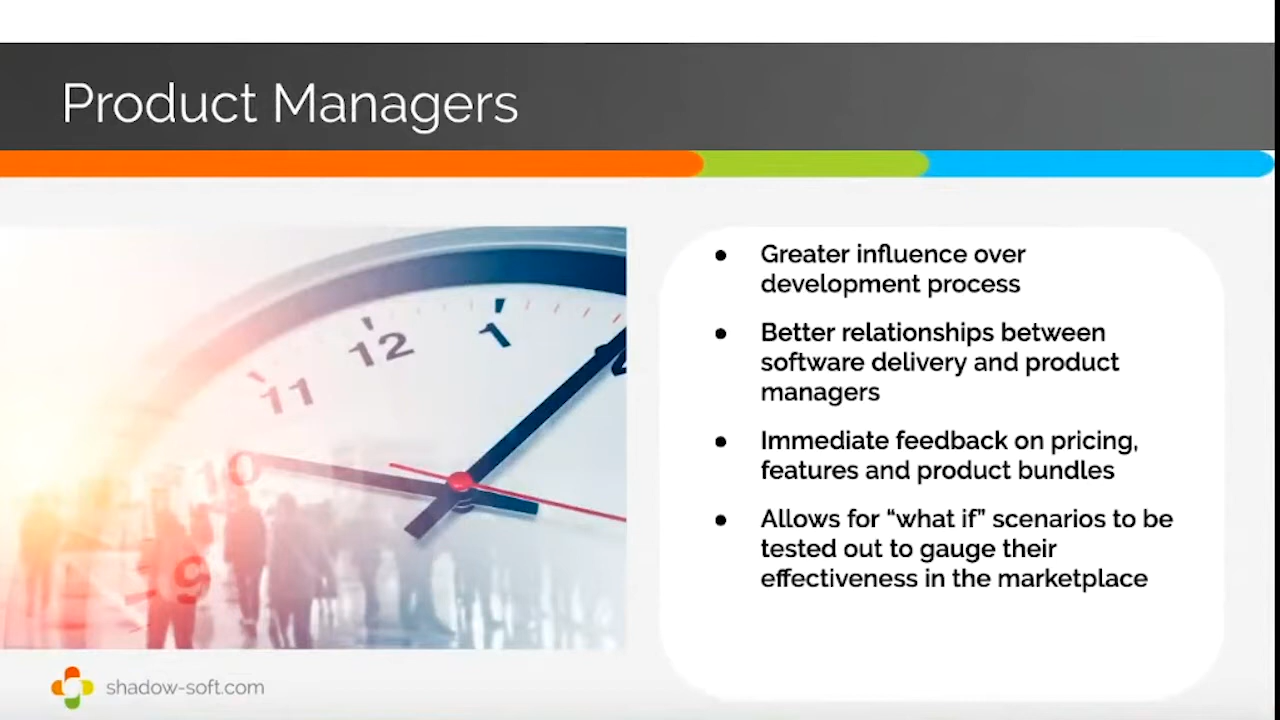 Product Managers
12
1
11
10
9
● Greater influence over
development process
● Better relationships between
software delivery and product
managers
● Immediate feedback on pricing,
features and product bundles
● Allows for “what if” scenarios to be
tested out to gauge their
effectiveness in the marketplace
shadow-soft.com